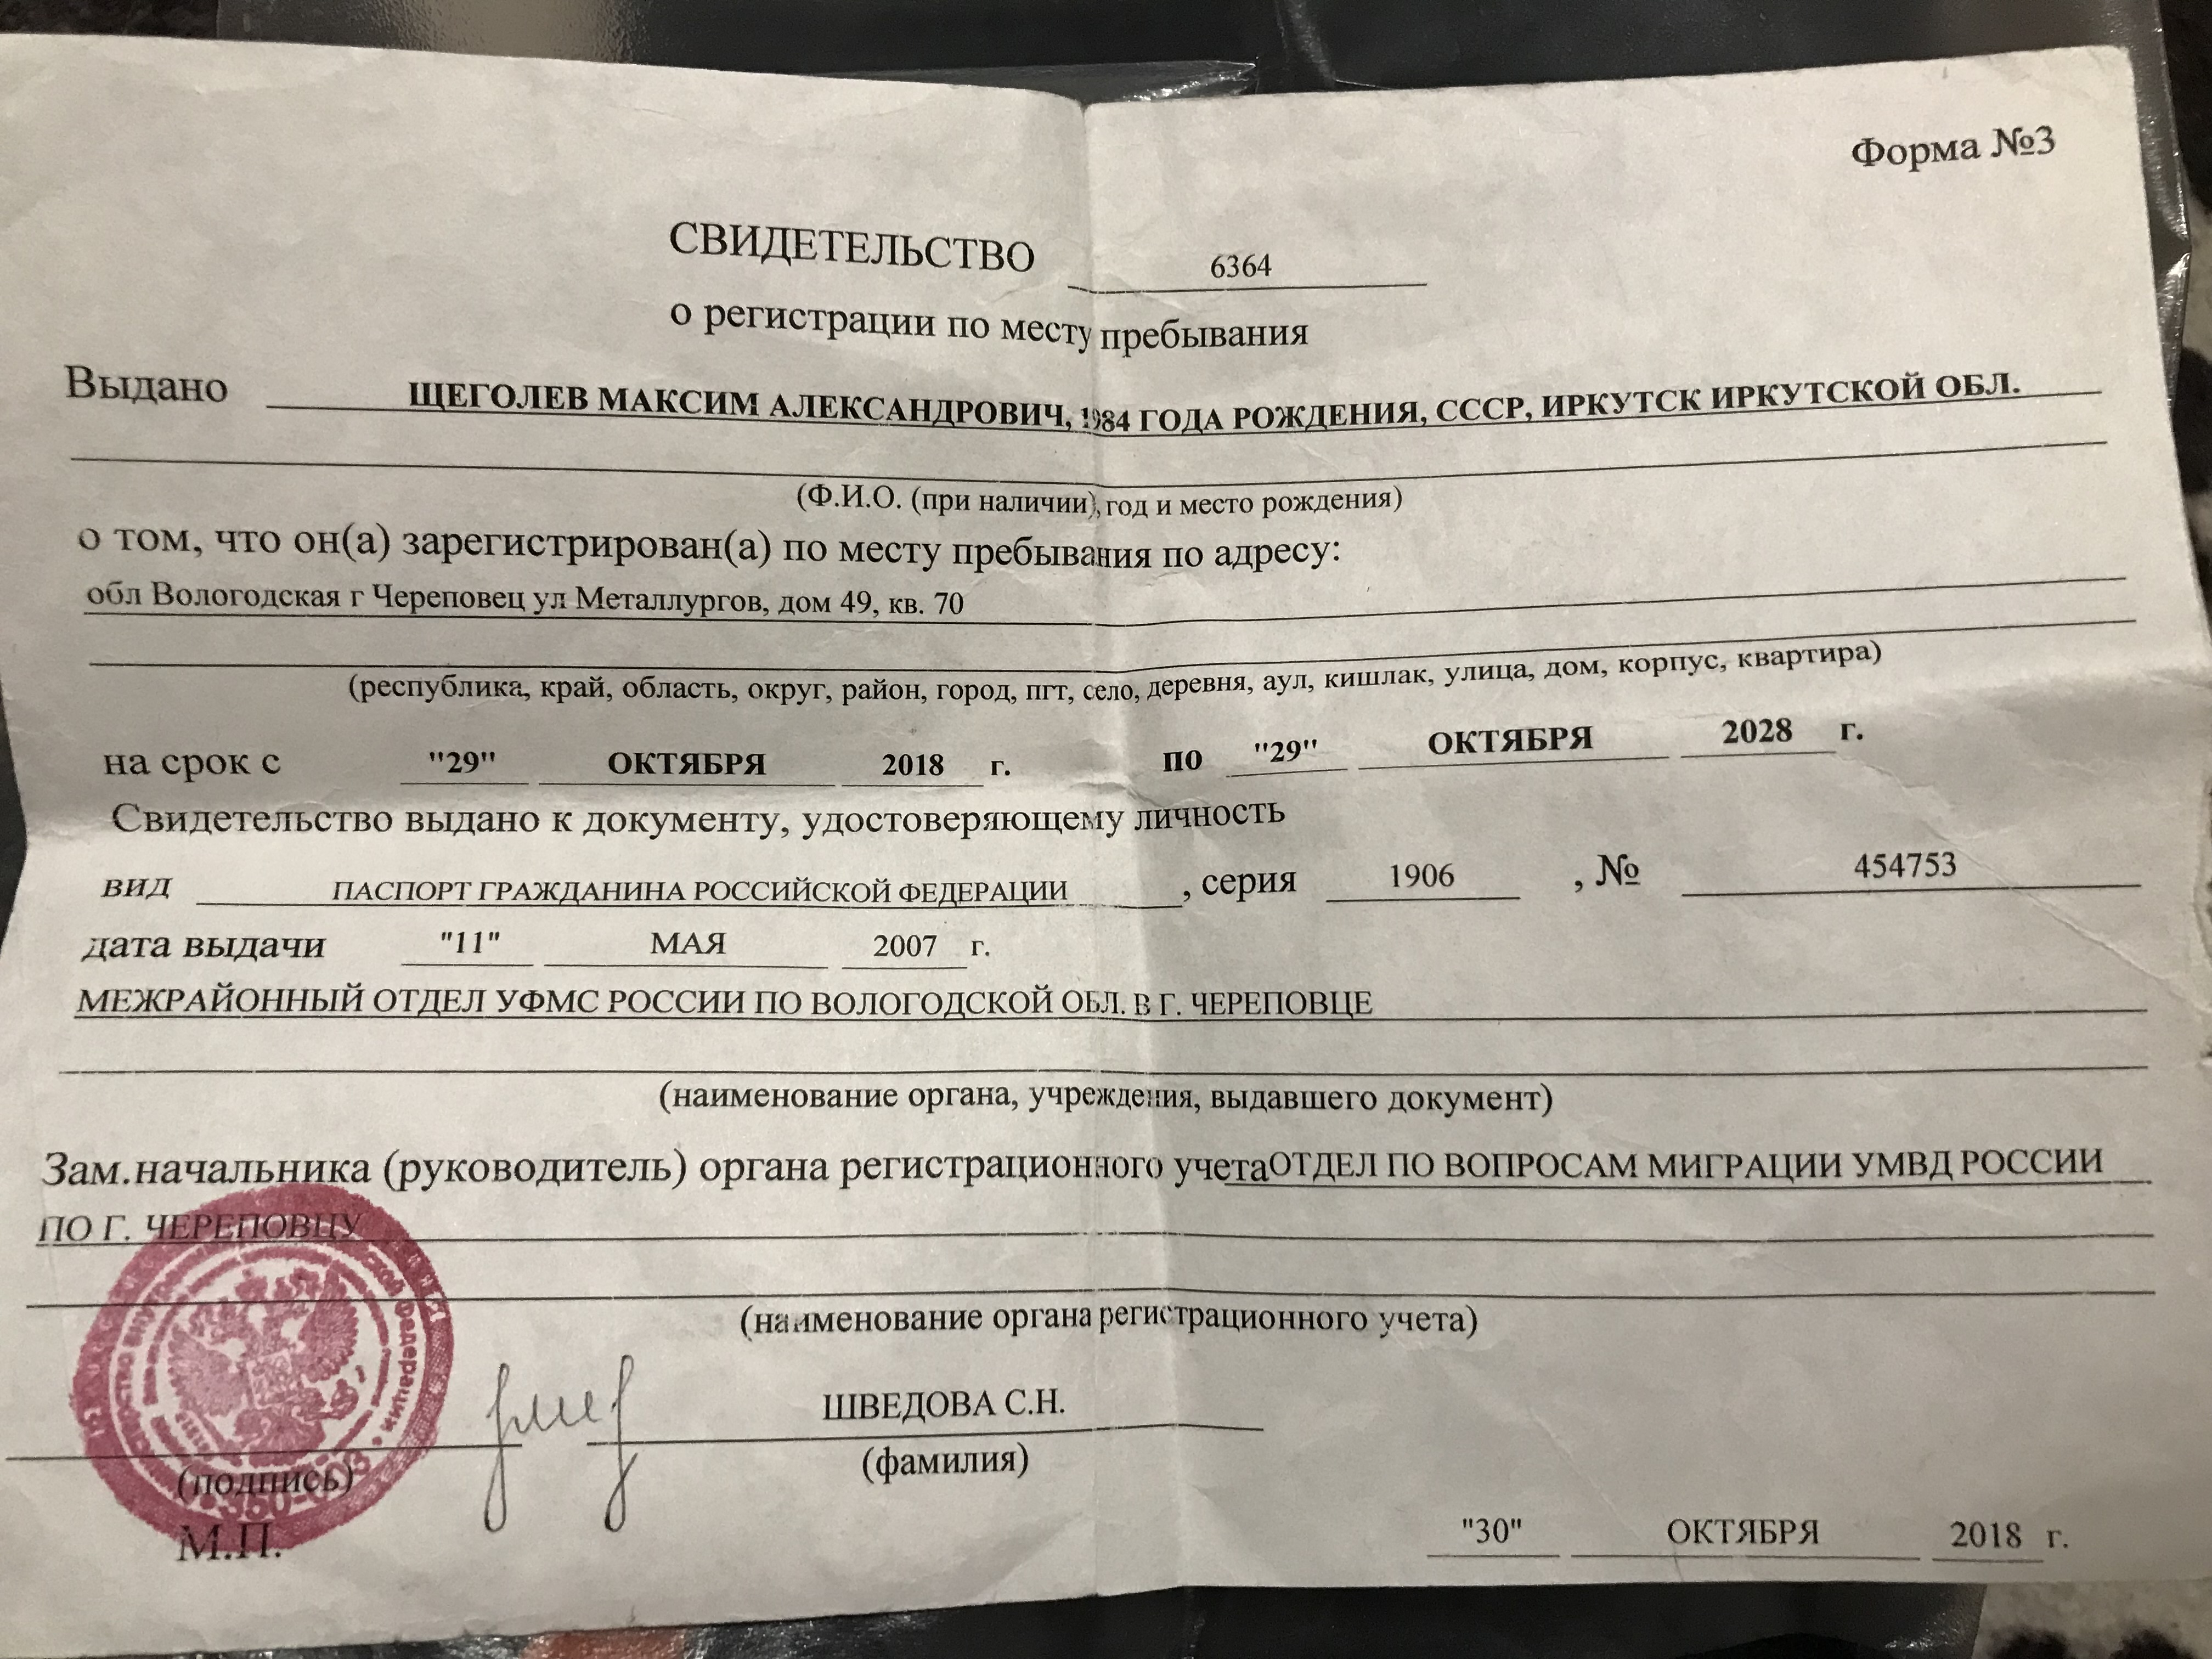 Форма №3
СВИДЕТЕЛЬСТВО 6364
о регистрации по месту пребывания
Выдано ЩЕГОЛЕВ МАКСИМ АЛЕКСАНДРОВИЧ, 1984 ГОДА РОЖДЕНИЯ, СССР, ИРКУТСК ИРКУТСКОЙ ОБЛ.
(Ф.И.О. (при наличии), год и место рождения)
о том, что он(а) зарегистрирован(а) по месту пребывания по адресу:
обл Вологодская г Череповец ул Металлургов, дом 49, кв. 70
(республика, край, область, округ, район, город, пгт, село, деревня, аул, кишлак, улица, дом, корпус, квартира)
на срок с "29" ОКТЯБРЯ 2018 г. по "29" ОКТЯБРЯ 2028 г.
Свидетельство выдано к документу, удостоверяющему личность
вид ПАСПОРТ ГРАЖДАНИНА РОССИЙСКОЙ ФЕДЕРАЦИИ , серия 1906 , № 454753
дата выдачи "11" МАЯ 2007 г.
МЕЖРАЙОННЫЙ ОТДЕЛ УФМС РОССИИ ПО ВОЛОГОДСКОЙ ОБЛ. В Г. ЧЕРЕПОВЦЕ
(наименование органа, учреждения, выдавшего документ)
Зам.начальника (руководитель) органа регистрационного учетаОТДЕЛ ПО ВОПРОСАМ МИГРАЦИИ УМВД РОССИИ
ПО Г. ЧЕРЕПОВЦУ
(наименование органа регистрационного учета)
ШВЕДОВА С.Н.
(подпись) (фамилия)
М.П.
"30" ОКТЯБРЯ 2018 г.